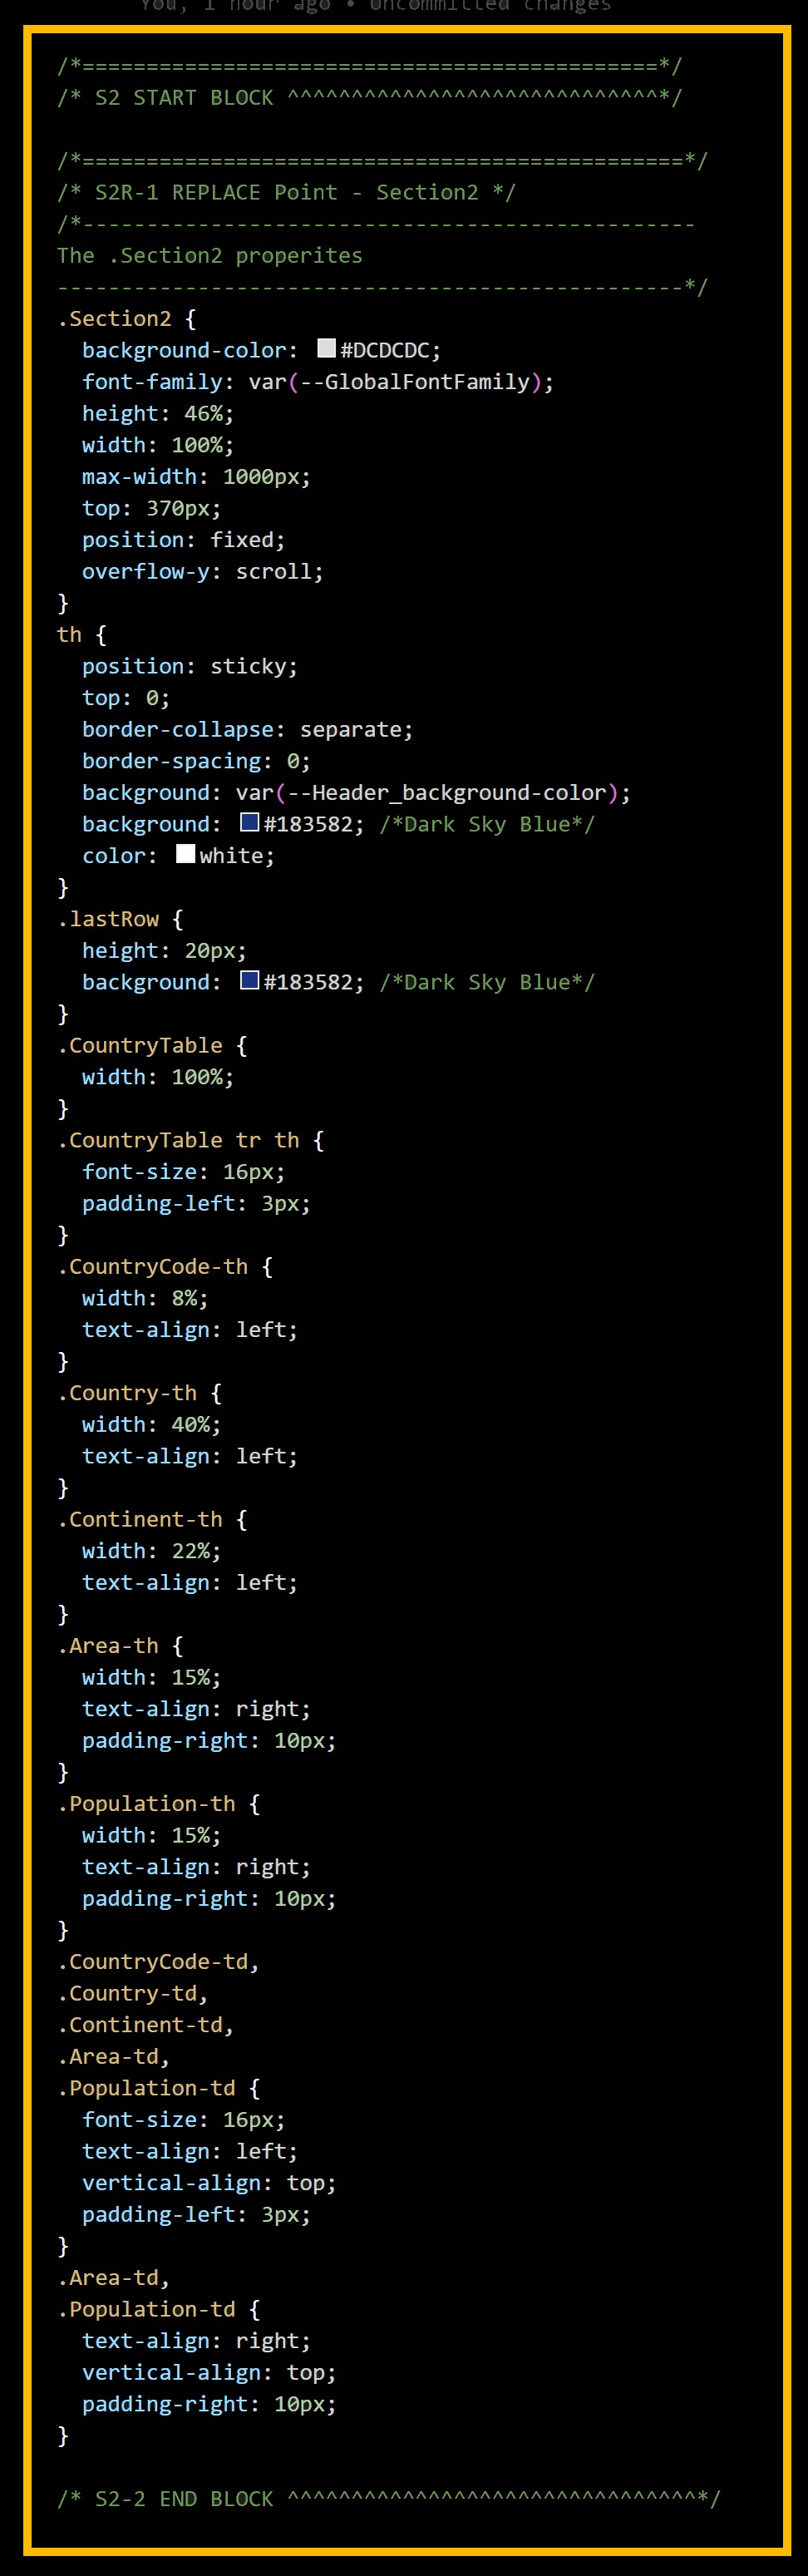 You, 1 hour ago • Uncommitted changes
/*=============================================*/
/* S2 START BLOCK ^^^^^^^^^^^^^^^^^^^^^^^^^^^^^*/
/*===============================================*/
/* S2R-1 REPLACE Point - Section2 */
/*------------------------------------------------
The .Section2 properites
-------------------------------------------------*/
.Section2 {
  background-color: #DCDCDC;
  font-family: var(--GlobalFontFamily);
  height: 46%;
  width: 100%;
  max-width: 1000px;
  top: 370px;
  position: fixed;
  overflow-y: scroll;
}
th {
  position: sticky;
  top: 0;
  border-collapse: separate;
  border-spacing: 0;
  background: var(--Header_background-color);
  background: #183582; /*Dark Sky Blue*/
  color: white;
}
.lastRow {
  height: 20px;
  background: #183582; /*Dark Sky Blue*/
}
.CountryTable {
  width: 100%;
}
.CountryTable tr th {
  font-size: 16px;
  padding-left: 3px;
}
.CountryCode-th {
  width: 8%;
  text-align: left;
}
.Country-th {
  width: 40%;
  text-align: left;
}
.Continent-th {
  width: 22%;
  text-align: left;
}
.Area-th {
  width: 15%;
  text-align: right;
  padding-right: 10px;
}
.Population-th {
  width: 15%;
  text-align: right;
  padding-right: 10px;
}
.CountryCode-td,
.Country-td,
.Continent-td,
.Area-td,
.Population-td {
  font-size: 16px;
  text-align: left;
  vertical-align: top;
  padding-left: 3px;
}
.Area-td,
.Population-td {
  text-align: right;
  vertical-align: top;
  padding-right: 10px;
}
/* S2-2 END BLOCK ^^^^^^^^^^^^^^^^^^^^^^^^^^^^^^^^*/